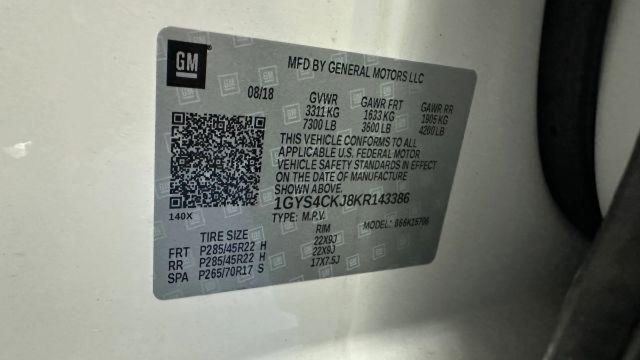 GM
MFD BY GENERAL MOTORS LLC
08/18 GVWR GAWR FRT GAWR RR
3311 KG 1633 KG 1905 KG
7300 LB 3600 LB 4200 LB
THIS VEHICLE CONFORMS TO ALL
APPLICABLE U.S. FEDERAL MOTOR
VEHICLE SAFETY STANDARDS IN EFFECT
ON THE DATE OF MANUFACTURE
SHOWN ABOVE.
1GYS4CKJ8KR143386
140X TYPE: M.P.V. MODEL:
TIRE SIZE RIM
FRT P285/45R22 H 22X9J
RR P285/45R22 H 22X9J
SPA P265/70R17 S 17X7.5J